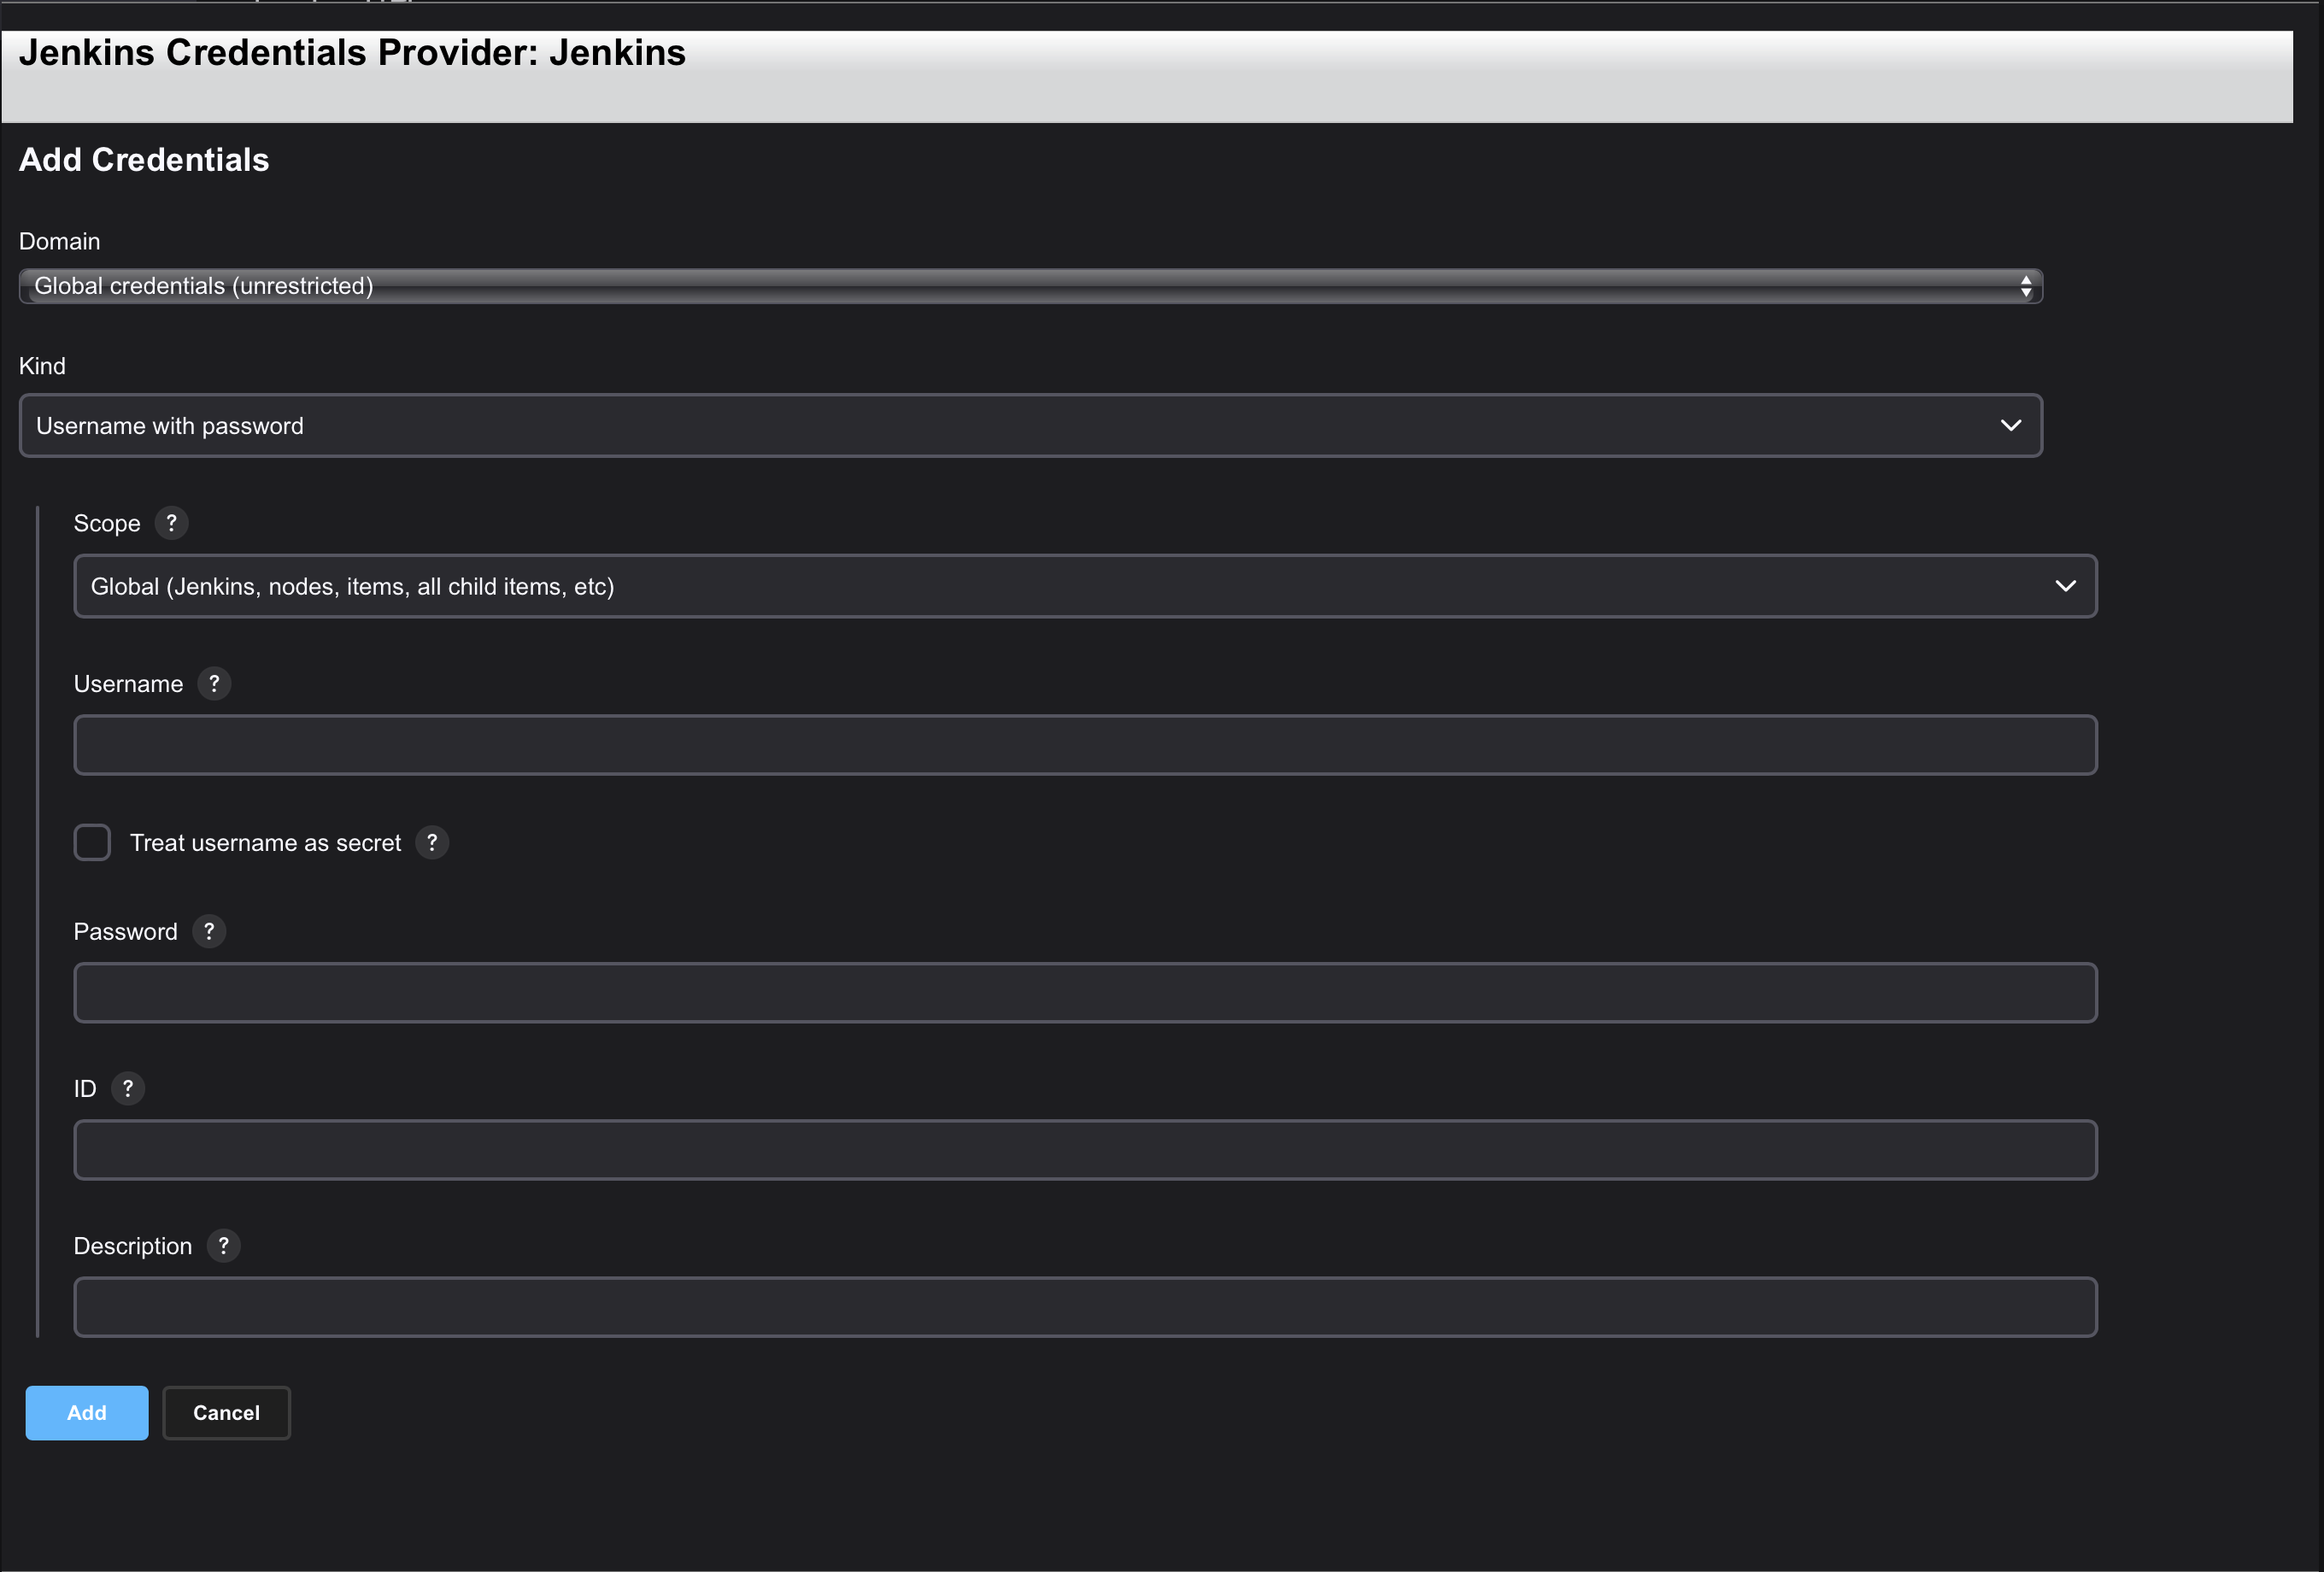 Jenkins Credentials Provider: Jenkins
Add Credentials
Domain
Global credentials (unrestricted)
Kind
Username with password
Scope ?
Global (Jenkins, nodes, items, all child items, etc)
Username ?
Treat username as secret ?
Password ?
ID ?
Description ?
Add Cancel